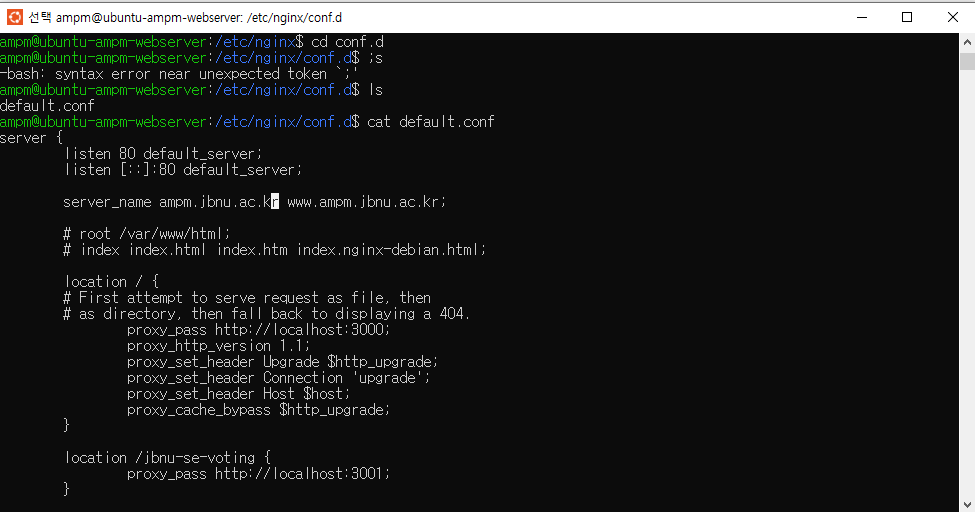 선택 ampm@ubuntu-ampm-webserver: /etc/nginx/conf.d
ampm@ubuntu-ampm-webserver:/etc/nginx$ cd conf.d
ampm@ubuntu-ampm-webserver:/etc/nginx/conf.d$ ;s
-bash: syntax error near unexpected token `;'
ampm@ubuntu-ampm-webserver:/etc/nginx/conf.d$ ls
default.conf
ampm@ubuntu-ampm-webserver:/etc/nginx/conf.d$ cat default.conf
server {
        listen 80 default_server;
        listen [::]:80 default_server;

        server_name ampm.jbnu.ac.kr www.ampm.jbnu.ac.kr;

        # root /var/www/html;
        # index index.html index.htm index.nginx-debian.html;

        location / {
        # First attempt to serve request as file, then
        # as directory, then fall back to displaying a 404.
                proxy_pass http://localhost:3000;
                proxy_http_version 1.1;
                proxy_set_header Upgrade $http_upgrade;
                proxy_set_header Connection 'upgrade';
                proxy_set_header Host $host;
                proxy_cache_bypass $http_upgrade;
        }

        location /jbnu-se-voting {
                proxy_pass http://localhost:3001;
        }